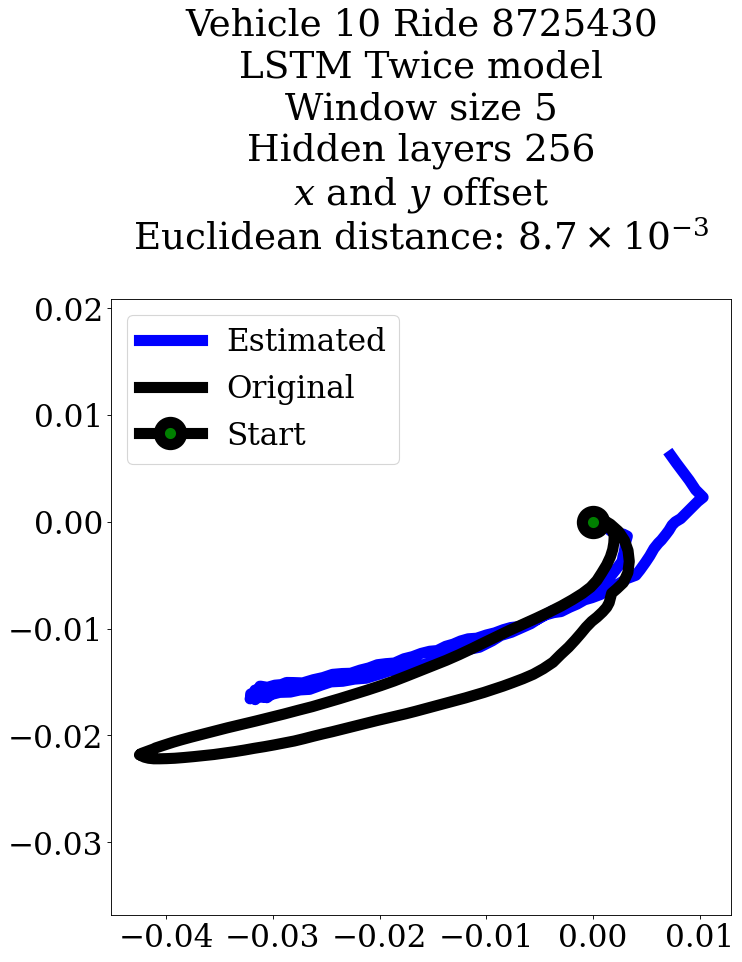 Vehicle 10 Ride 8725430
LSTM Twice model
Window size 5
Hidden layers 256
x and y offset
Euclidean distance: 8.7 × 10⁻³
Estimated
Original
Start
0.02
0.01
0.00
−0.01
−0.02
−0.03
−0.04 −0.03 −0.02 −0.01 0.00 0.01